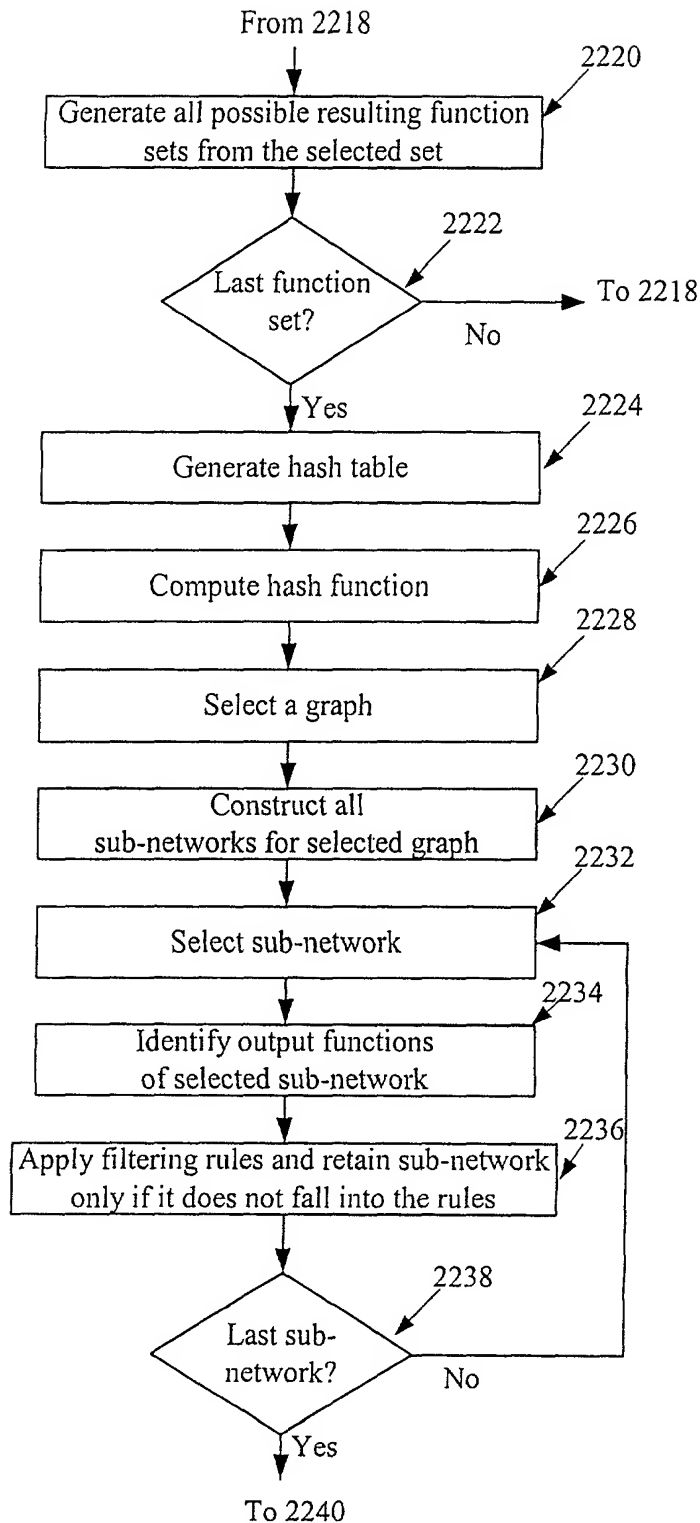 From 2218
2220
Generate all possible resulting function
sets from the selected set
2222
Last function
set?
To 2218
No
Yes
2224
Generate hash table
2226
Compute hash function
2228
Select a graph
2230
Construct all
sub-networks for selected graph
2232
Select sub-network
2234
Identify output functions
of selected sub-network
2236
Apply filtering rules and retain sub-network
only if it does not fall into the rules
2238
Last sub-
network?
No
Yes
To 2240